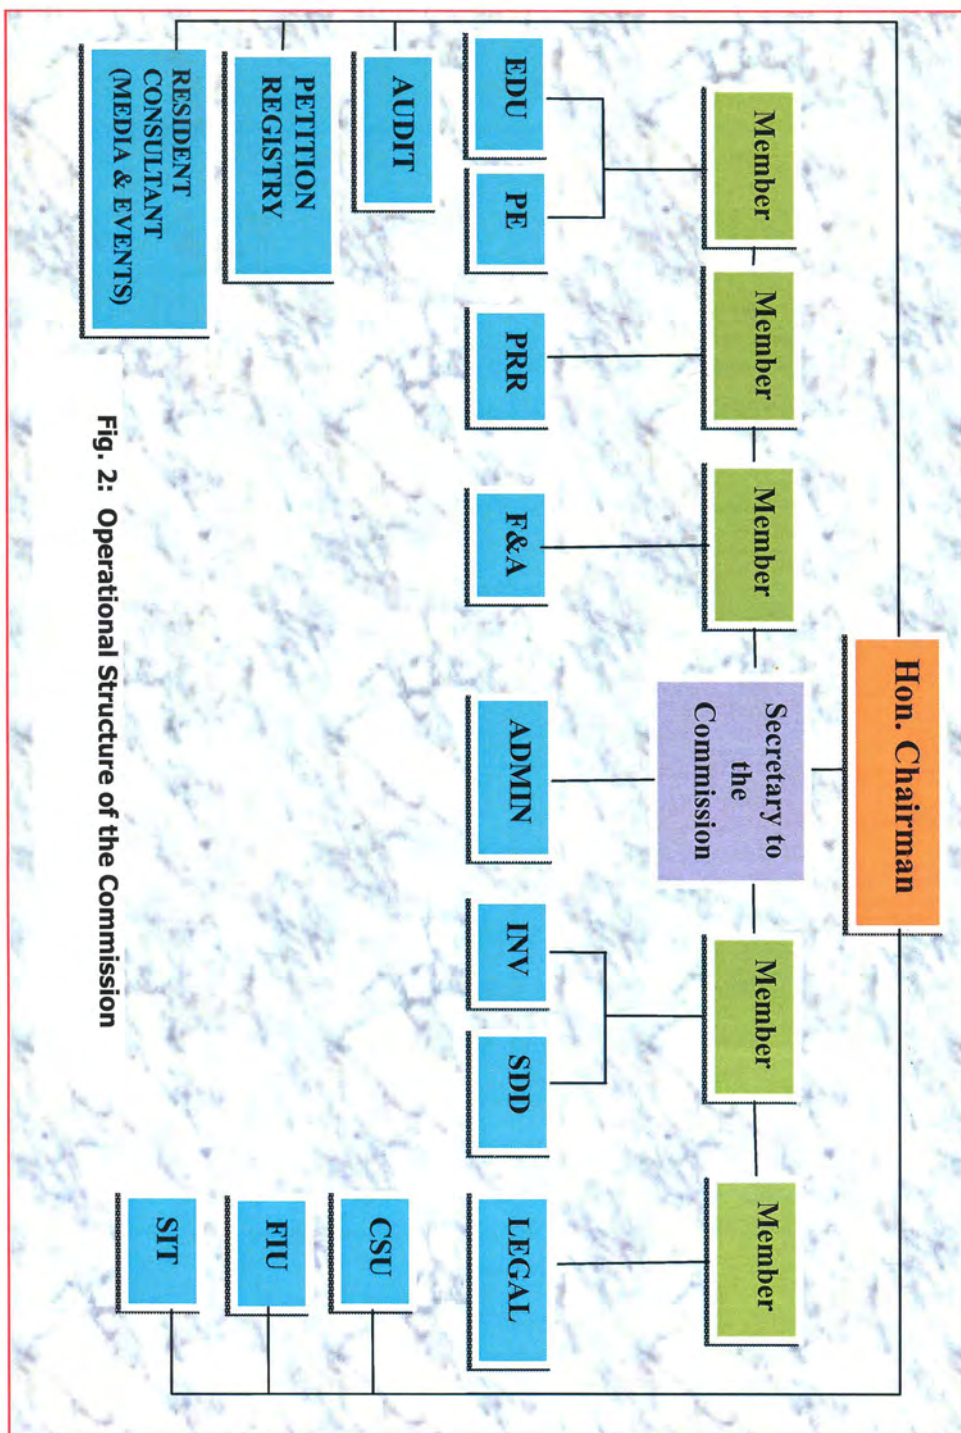 Hon. Chairman
Member
Member
Member
Secretary to
the
Commission
Member
Member
EDU
PE
PRR
F&A
ADMIN
INV
SDD
LEGAL
AUDIT
PETITION
REGISTRY
RESIDENT
CONSULTANT
(MEDIA & EVENTS)
CSU
FIU
SIT
Fig. 2: Operational Structure of the Commission